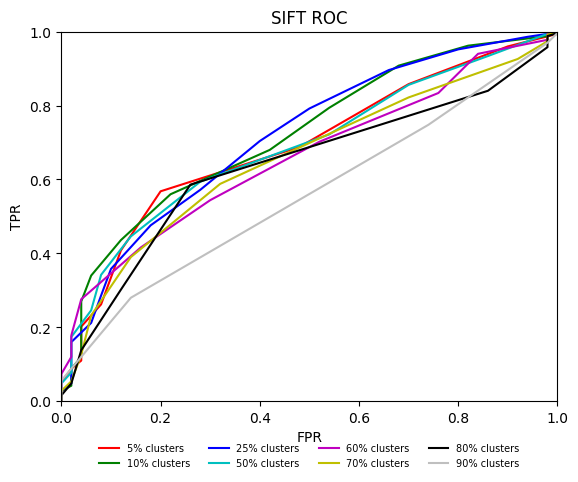 SIFT ROC
1.0
0.8
0.6
0.4
0.2
0.0
TPR
0.0 0.2 0.4 0.6 0.8 1.0
FPR
5% clusters 25% clusters 60% clusters 80% clusters
10% clusters 50% clusters 70% clusters 90% clusters